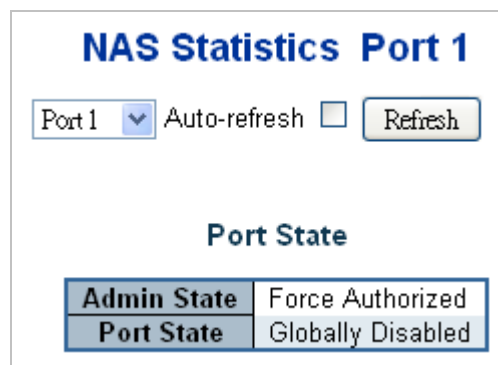 NAS Statistics Port 1
Port 1 Auto-refresh Refresh
Port State
Admin State Force Authorized
Port State Globally Disabled